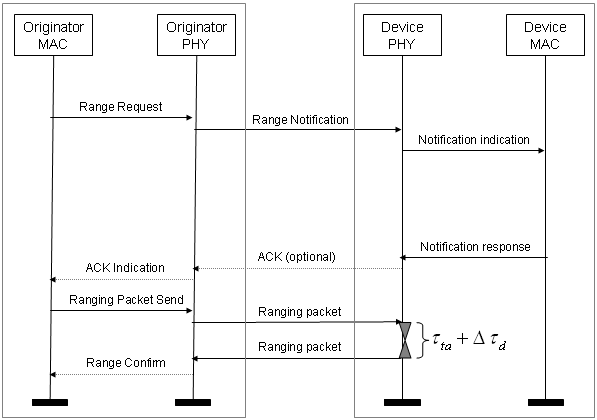 Originator
MAC
Originator
PHY
Device
PHY
Device
MAC
Range Request
Range Notification
Notification indication
Notification response
ACK (optional)
ACK Indication
Ranging Packet Send
Ranging packet
τta + Δ τd
Ranging packet
Range Confirm